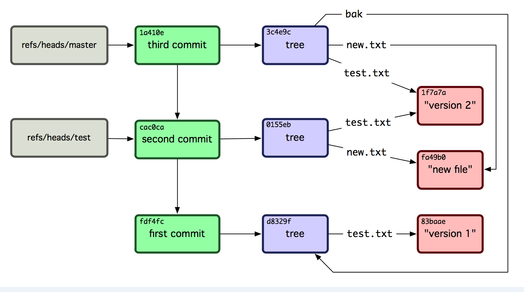 bak
1a410e
3c4e9c
refs/heads/master
third commit
tree
new.txt
test.txt
1f7a7a
"version 2"
cac0ca
0155eb
test.txt
refs/heads/test
second commit
tree
new.txt
fa49b0
"new file"
fdf4fc
d8329f
83baae
first commit
tree
test.txt
"version 1"